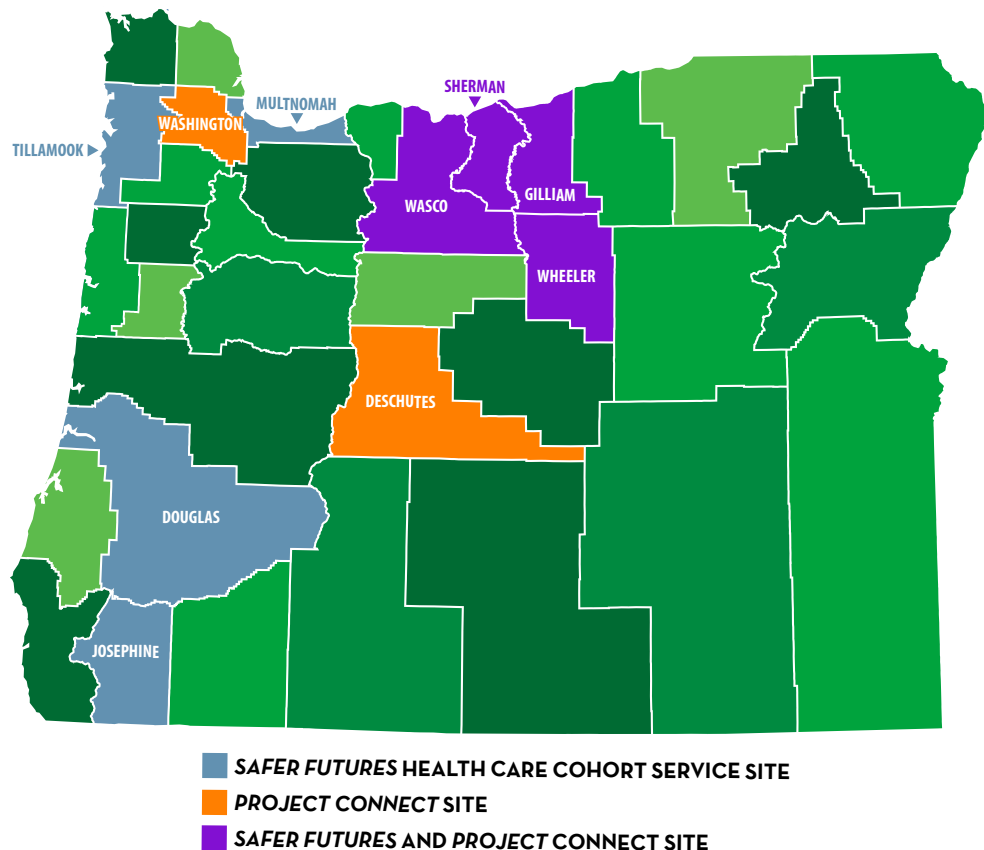 SHERMAN
MULTNOMAH
WASHINGTON
TILLAMOOK
GILLIAM
WASCO
WHEELER
DESCHUTES
DOUGLAS
JOSEPHINE
SAFER FUTURES HEALTH CARE COHORT SERVICE SITE
PROJECT CONNECT SITE
SAFER FUTURES AND PROJECT CONNECT SITE